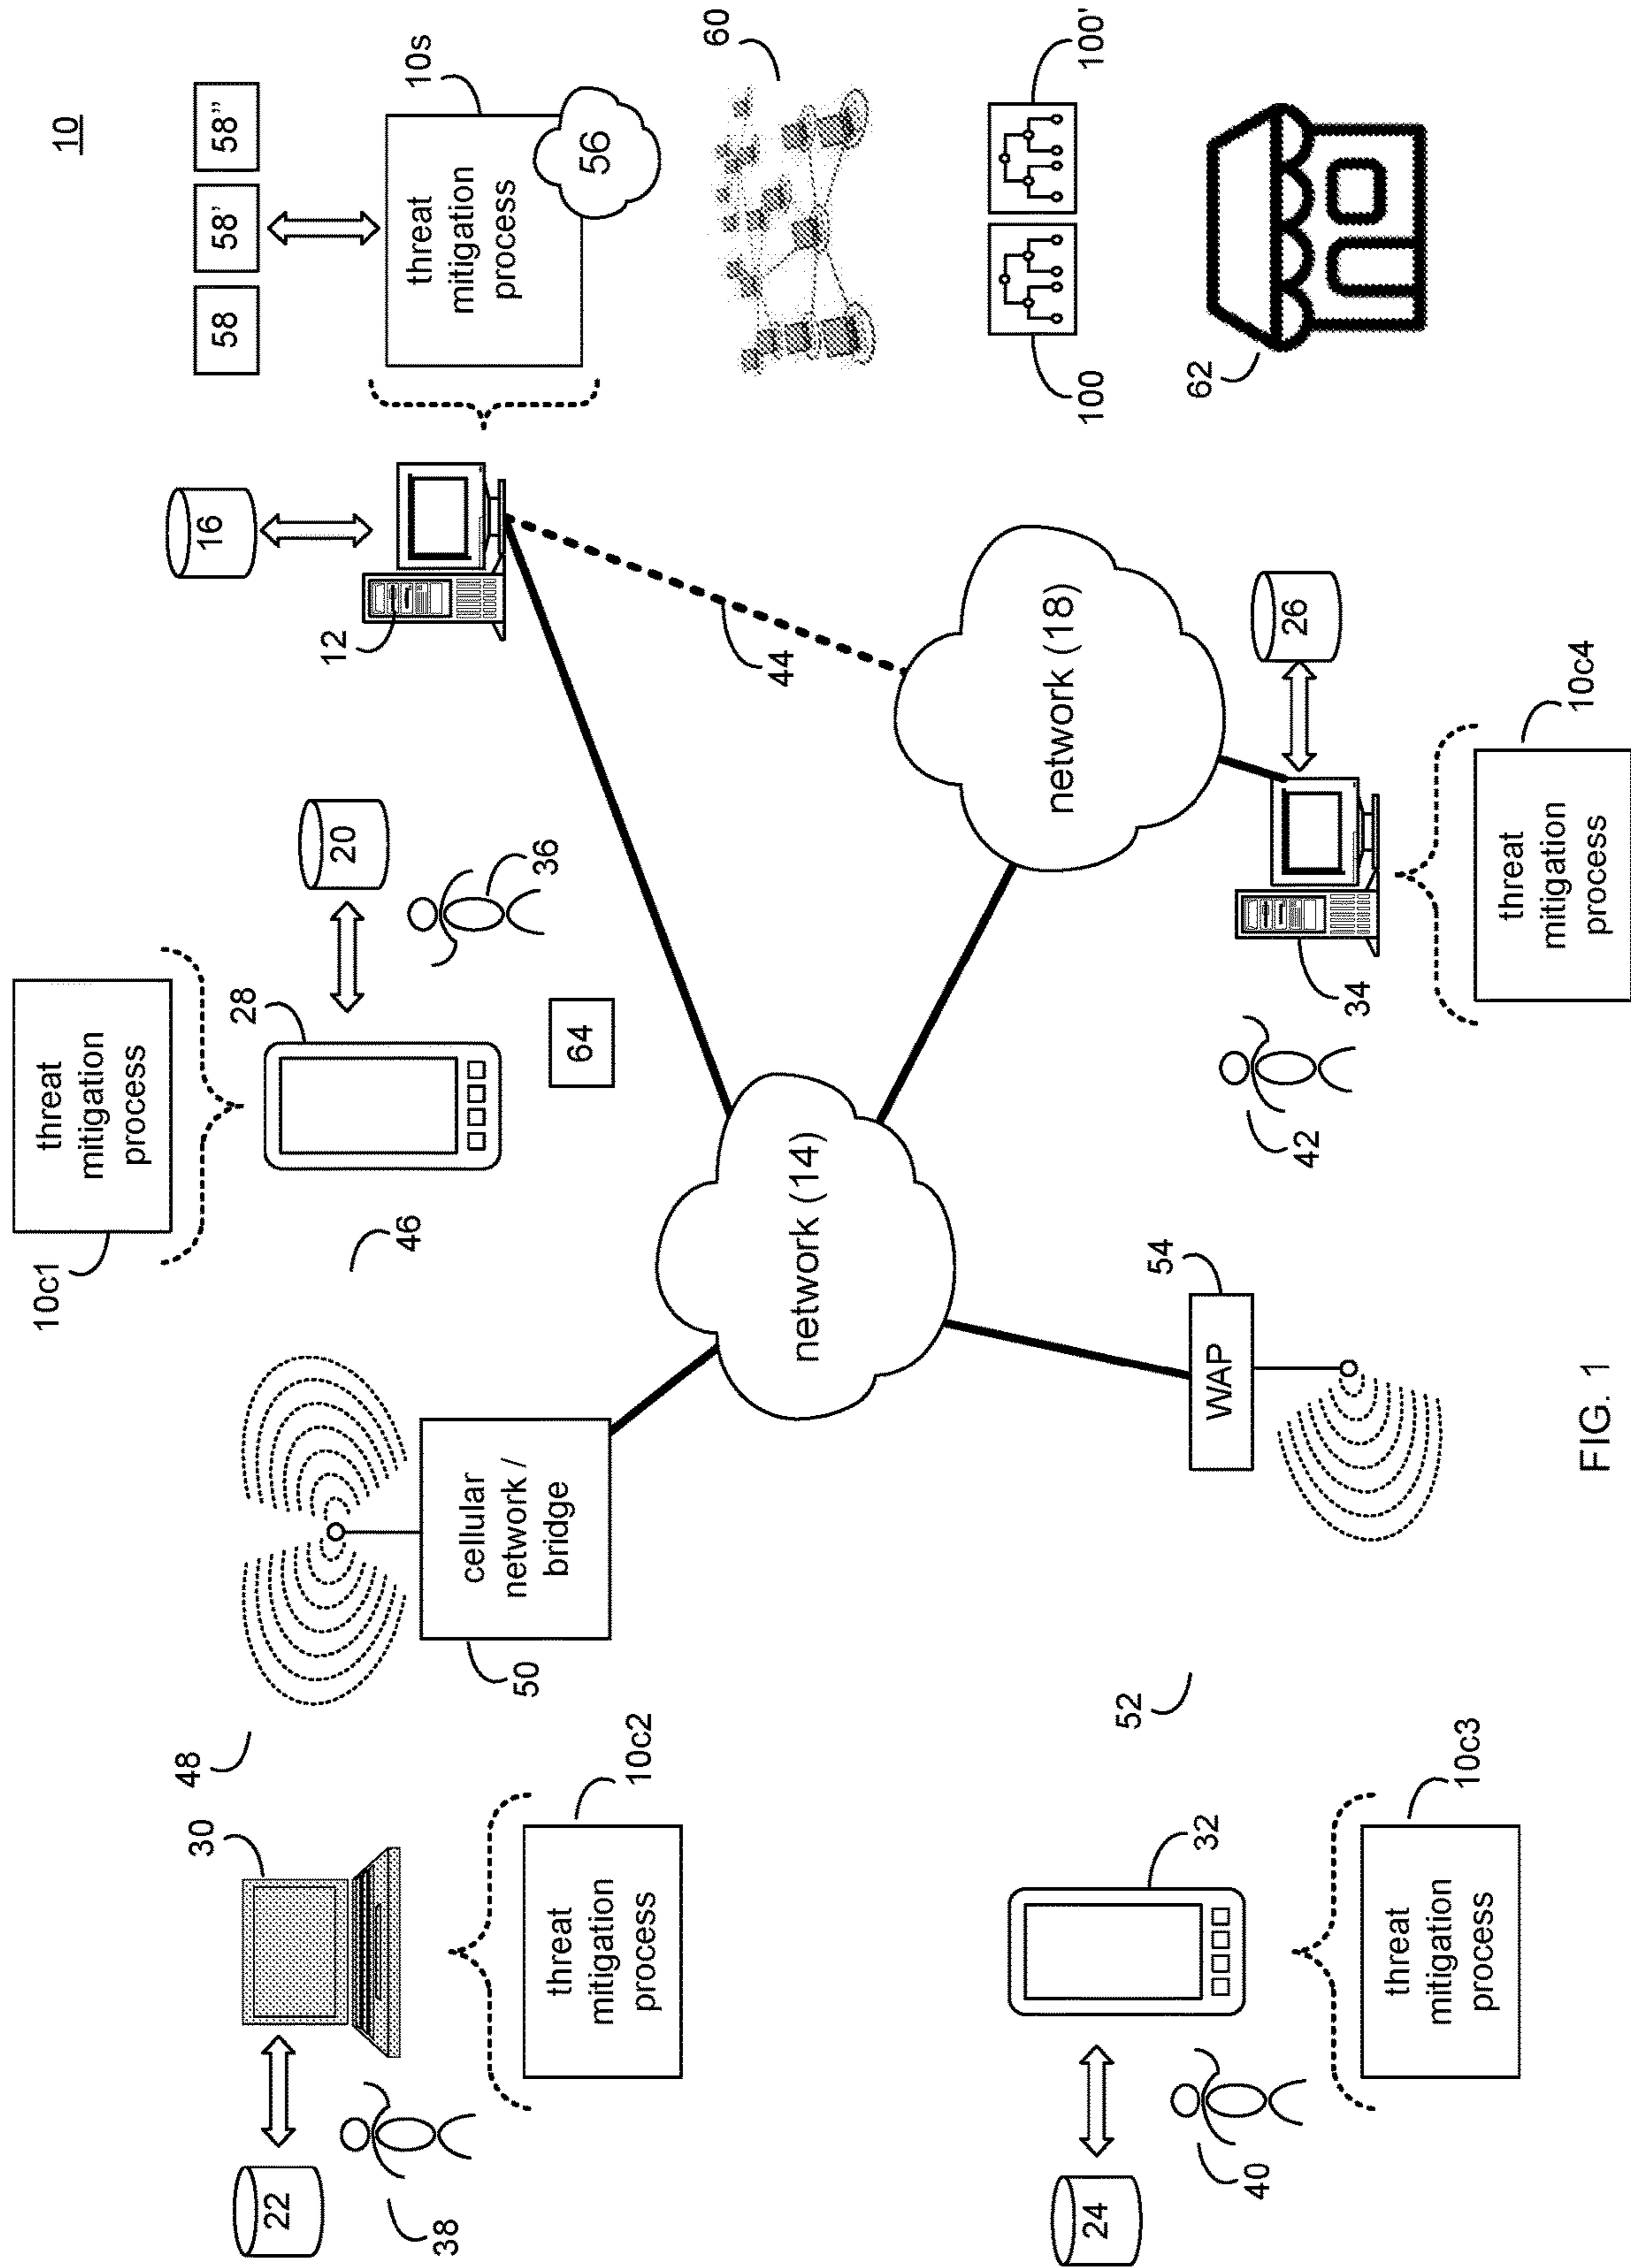 10
10c1
threat
mitigation
process
58
58'
58"
16
48
30
28
10s
22
46
20
12
threat
mitigation
process
38
50
cellular
network /
bridge
36
56
threat
mitigation
process
10c2
64
60
44
network (14)
network (18)
24
52
54
100
100'
40
32
WAP
42
26
62
34
threat
mitigation
process
10c3
threat
mitigation
process
10c4
FIG. 1